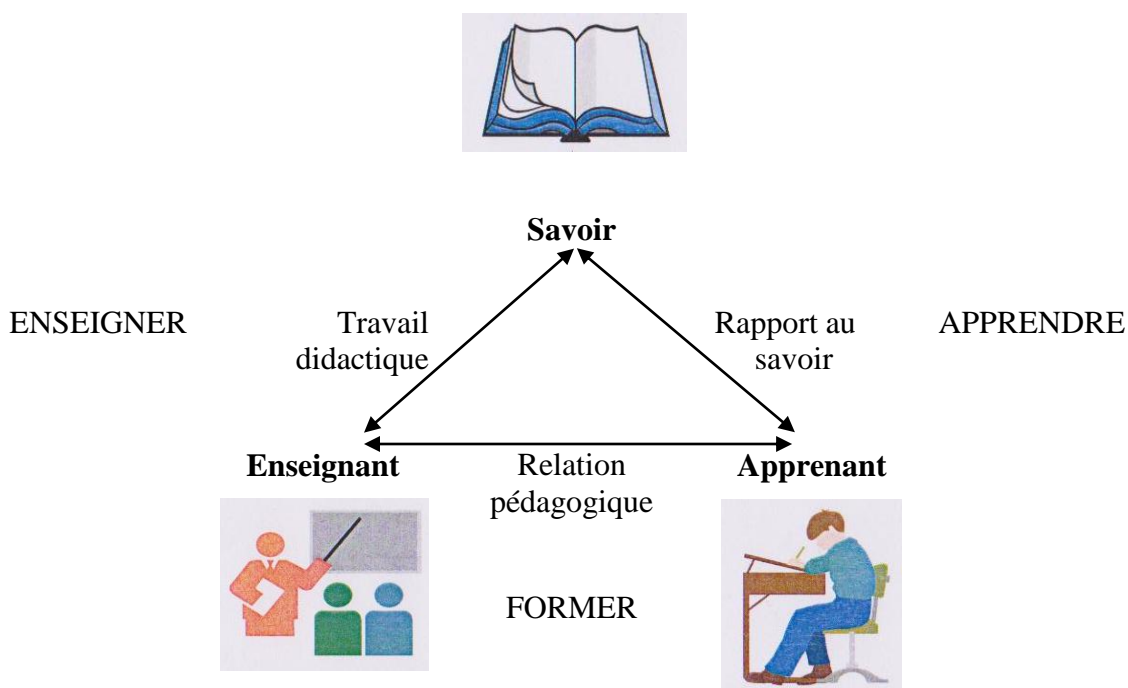 Savoir
ENSEIGNER
Travail
didactique
Rapport au
savoir
APPRENDRE
Enseignant
Relation
pédagogique
Apprenant
FORMER